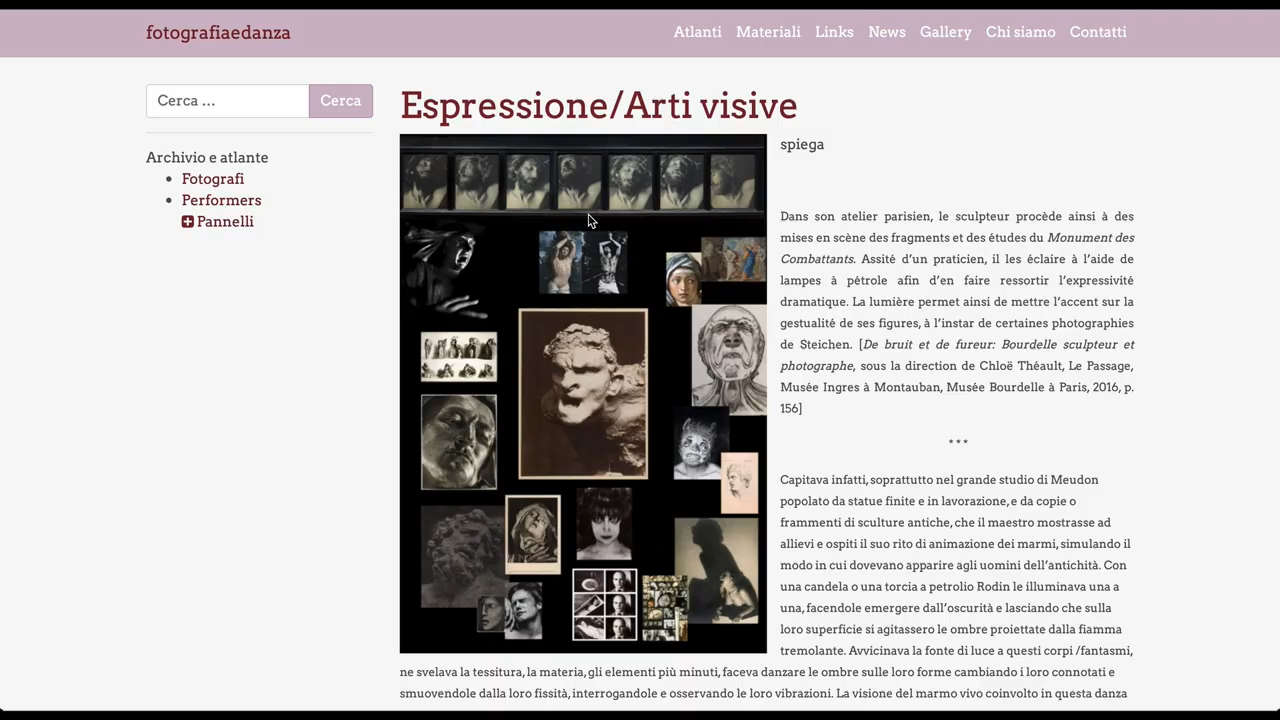 fotografiaedanza
Atlanti Materiali Links News Gallery Chi siamo Contatti
Cerca ... Cerca
Archivio e atlante
Fotografi
Performers
Pannelli
Espressione/Arti visive
spiega
Dans son atelier parisien, le sculpteur procède ainsi à des
mises en scène des fragments et des études du Monument des
Combattants. Assité d'un praticien, il les éclaire à l'aide de
lampes à pétrole afin d'en faire ressortir l'expressivité
dramatique. La lumière permet ainsi de mettre l'accent sur la
gestualité de ses figures, à l'instar de certaines photographies
de Steichen. [De bruit et de fureur: Bourdelle sculpteur et
photographe, sous la direction de Chloë Théault, Le Passage,
Musée Ingres à Montauban, Musée Bourdelle à Paris, 2016, p.
156]
***
Capitava infatti, soprattutto nel grande studio di Meudon
popolato da statue finite e in lavorazione, e da copie o
frammenti di sculture antiche, che il maestro mostrasse ad
allievi e ospiti il suo rito di animazione dei marmi, simulando il
modo in cui dovevano apparire agli uomini dell'antichità. Con
una candela o una torcia a petrolio Rodin le illuminava una a
una, facendole emergere dall'oscurità e lasciando che sulla
loro superficie si agitassero le ombre proiettate dalla fiamma
tremolante. Avvicinava la fonte di luce a questi corpi /fantasmi,
ne svelava la tessitura, la materia, gli elementi più minuti, faceva danzare le ombre sulle loro forme cambiando i loro connotati e
smuovendole dalla loro fissità, interrogandole e osservando le loro vibrazioni. La visione del marmo vivo coinvolto in questa danza